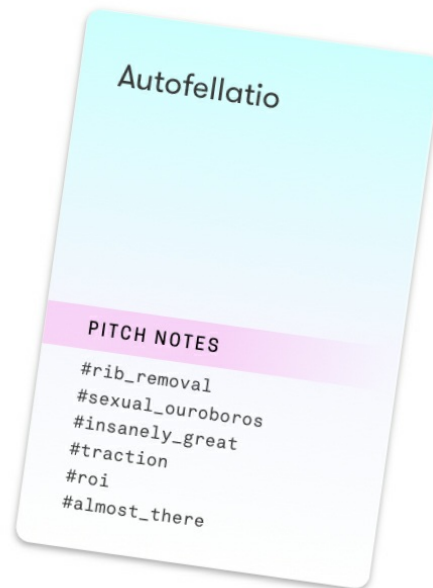 Autofellatio
PITCH NOTES
#rib_removal
#sexual_ouroboros
#insanely_great
#traction
#roi
#almost_there